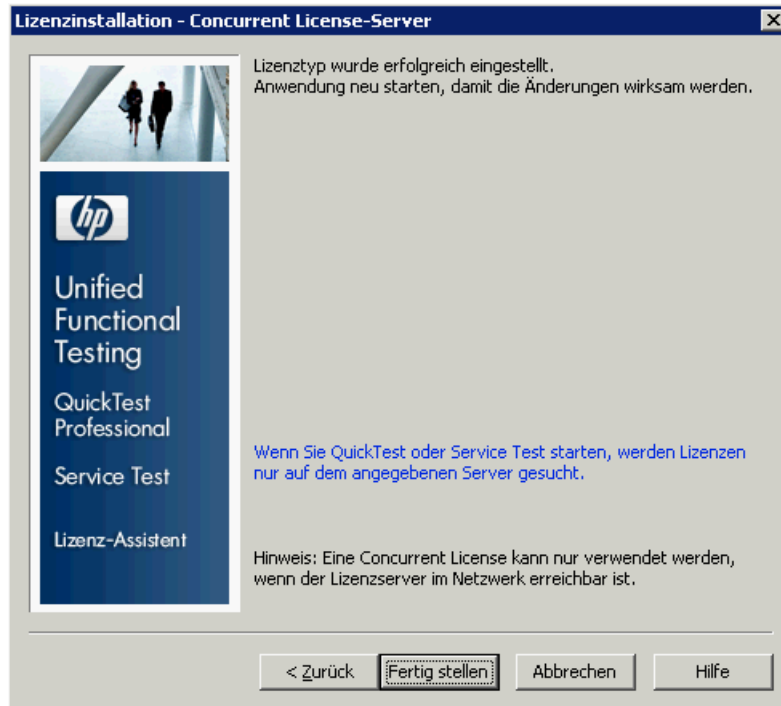 Lizenzinstallation - Concurrent License-Server
Lizenztyp wurde erfolgreich eingestellt.
Anwendung neu starten, damit die Änderungen wirksam werden.
hp
Unified
Functional
Testing
QuickTest
Professional
Service Test
Lizenz-Assistent
Wenn Sie QuickTest oder Service Test starten, werden Lizenzen
nur auf dem angegebenen Server gesucht.
Hinweis: Eine Concurrent License kann nur verwendet werden,
wenn der Lizenzserver im Netzwerk erreichbar ist.
< Zurück
Fertig stellen
Abbrechen
Hilfe